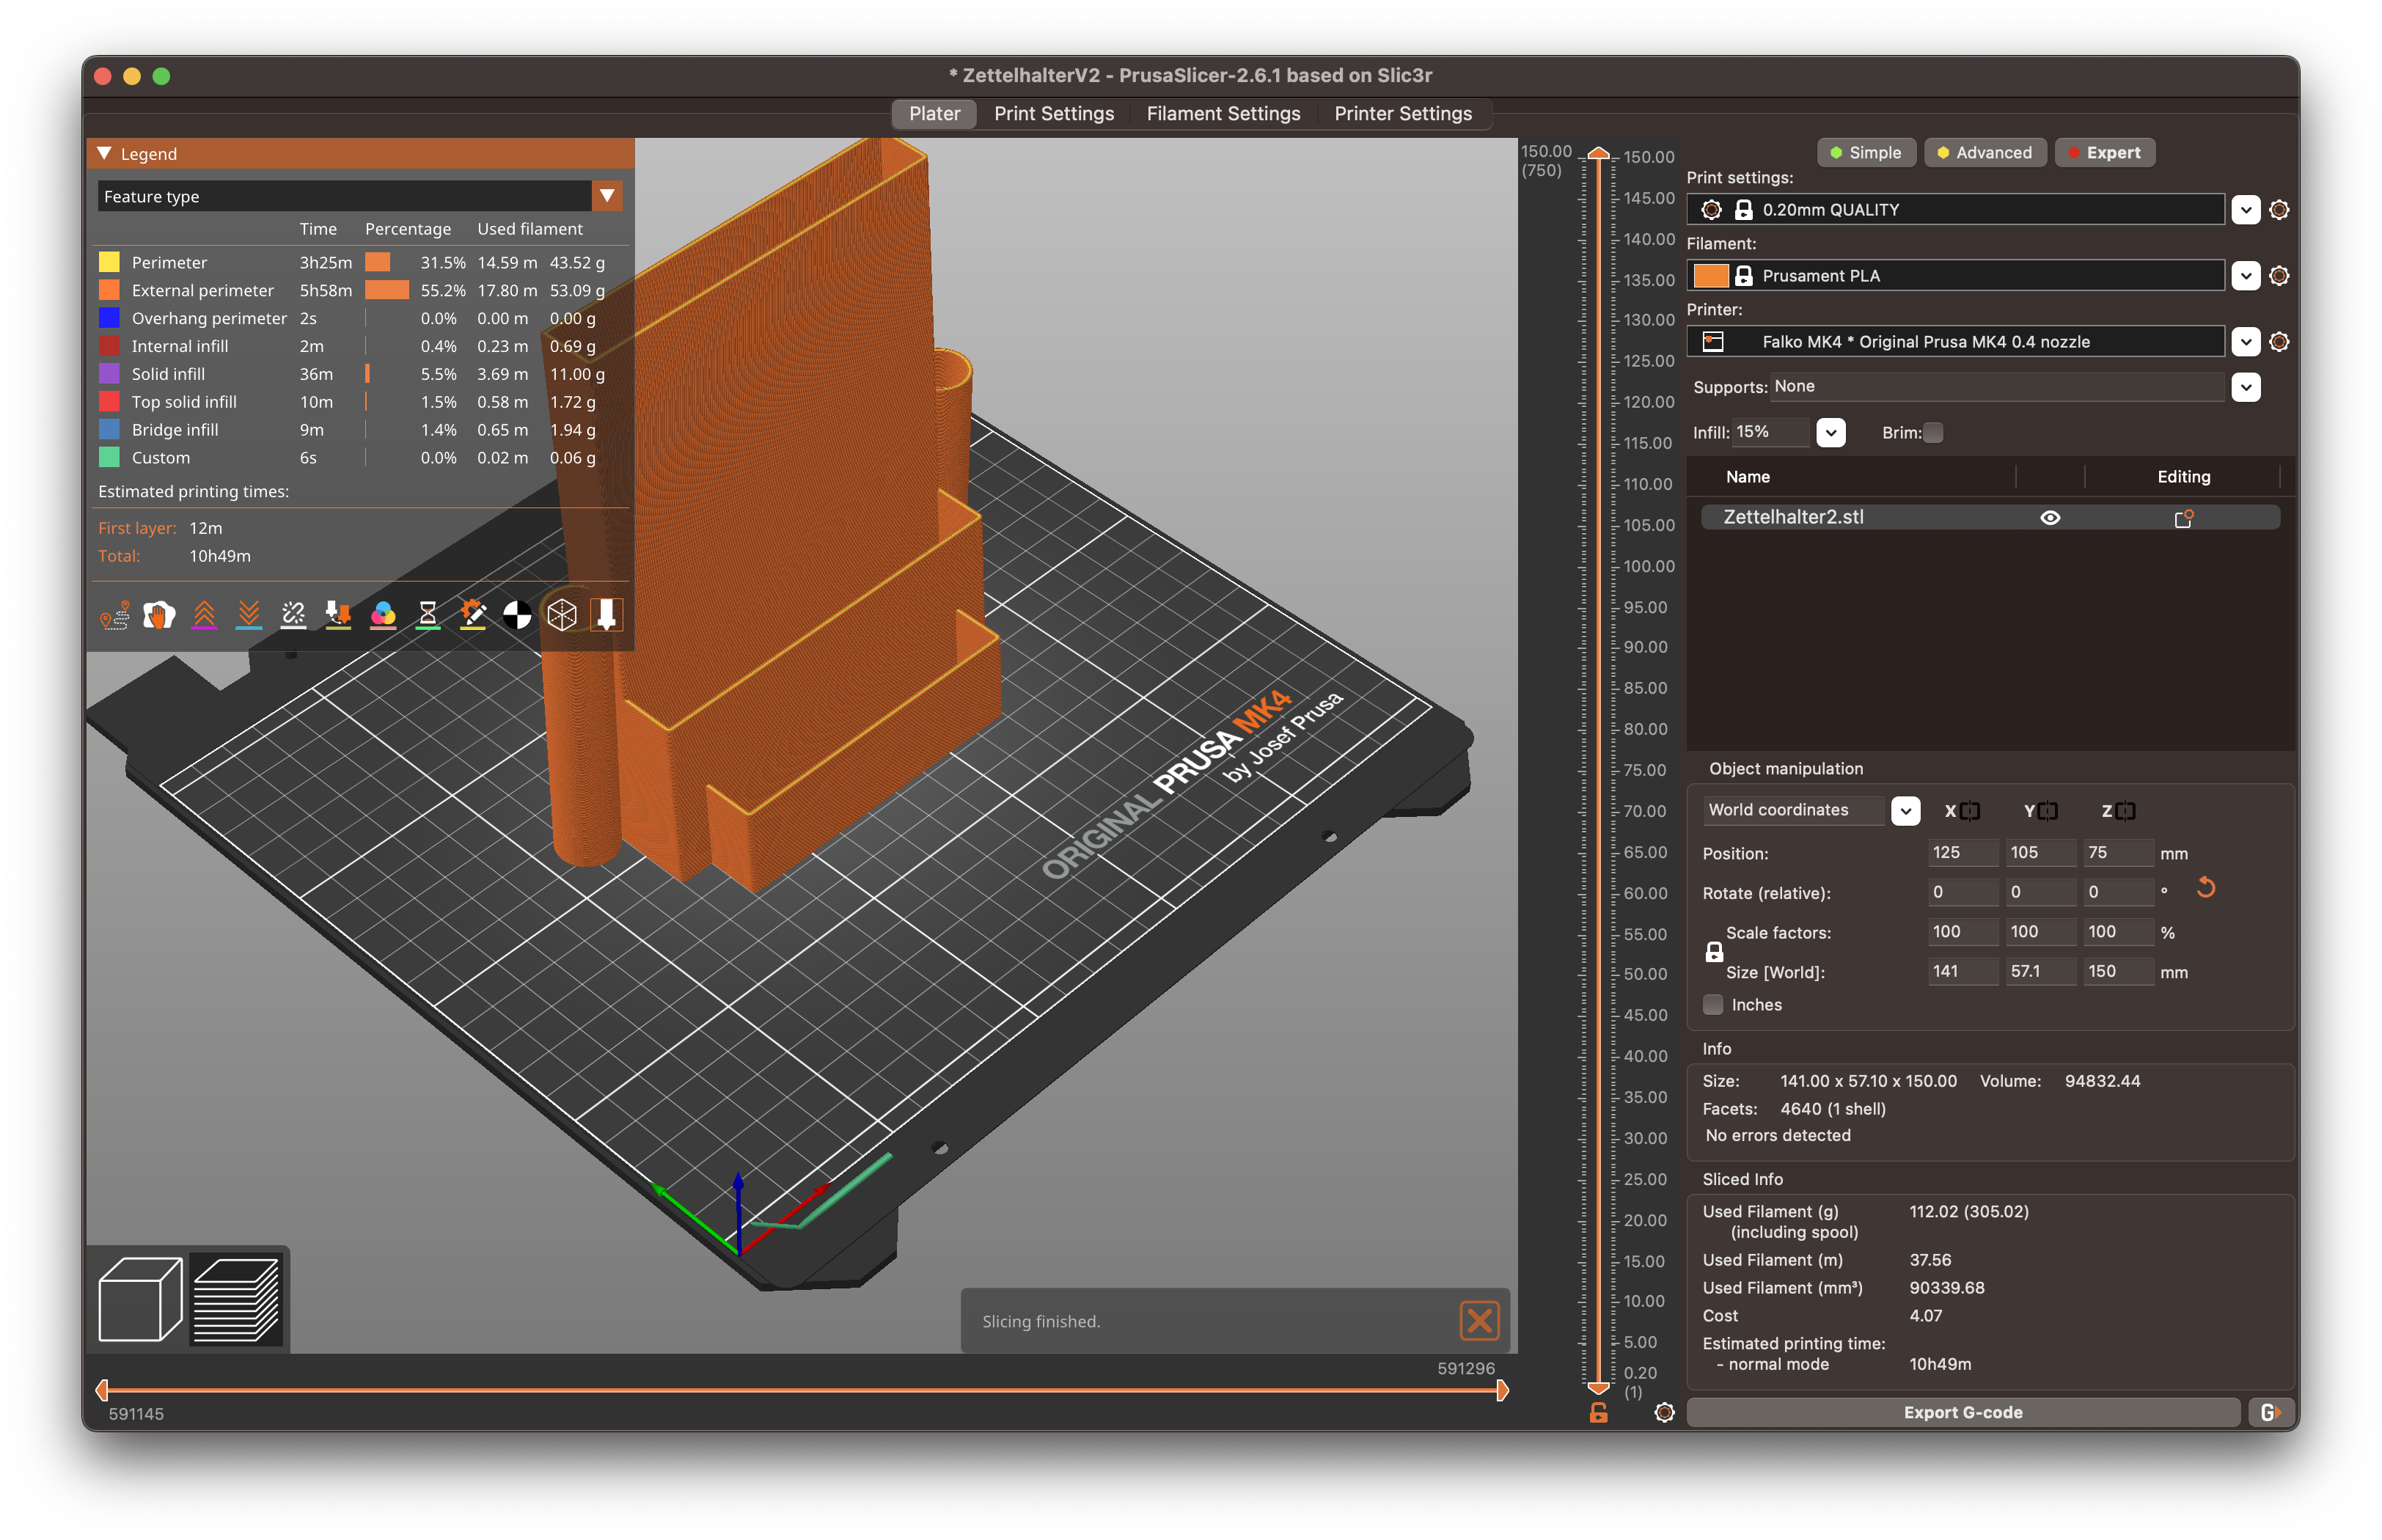 * ZettelhalterV2 - PrusaSlicer-2.6.1 based on Slic3r
Plater Print Settings Filament Settings Printer Settings
Legend
Feature type
Time Percentage Used filament
Perimeter 3h25m 31.5% 14.59 m 43.52 g
External perimeter 5h58m 55.2% 17.80 m 53.09 g
Overhang perimeter 2s 0.0% 0.00 m 0.00 g
Internal infill 2m 0.4% 0.23 m 0.69 g
Solid infill 36m 5.5% 3.69 m 11.00 g
Top solid infill 10m 1.5% 0.58 m 1.72 g
Bridge infill 9m 1.4% 0.65 m 1.94 g
Custom 6s 0.0% 0.02 m 0.06 g
Estimated printing times:
First layer: 12m
Total: 10h49m
ORIGINAL PRUSA MK4
by Josef Prusa
Slicing finished.
591296
591145
150.00
(750)
150.00
145.00
140.00
135.00
130.00
125.00
120.00
115.00
110.00
105.00
100.00
95.00
90.00
85.00
80.00
75.00
70.00
65.00
60.00
55.00
50.00
45.00
40.00
35.00
30.00
25.00
20.00
15.00
10.00
5.00
0.20
(1)
Simple Advanced Expert
Print settings:
0.20mm QUALITY
Filament:
Prusament PLA
Printer:
Falko MK4 * Original Prusa MK4 0.4 nozzle
Supports: None
Infill: 15% Brim:
Name Editing
Zettelhalter2.stl
Object manipulation
World coordinates X Y Z
Position: 125 105 75 mm
Rotate (relative): 0 0 0 °
Scale factors: 100 100 100 %
Size [World]: 141 57.1 150 mm
Inches
Info
Size: 141.00 x 57.10 x 150.00 Volume: 94832.44
Facets: 4640 (1 shell)
No errors detected
Sliced Info
Used Filament (g) 112.02 (305.02)
(including spool)
Used Filament (m) 37.56
Used Filament (mm³) 90339.68
Cost 4.07
Estimated printing time:
- normal mode 10h49m
Export G-code G